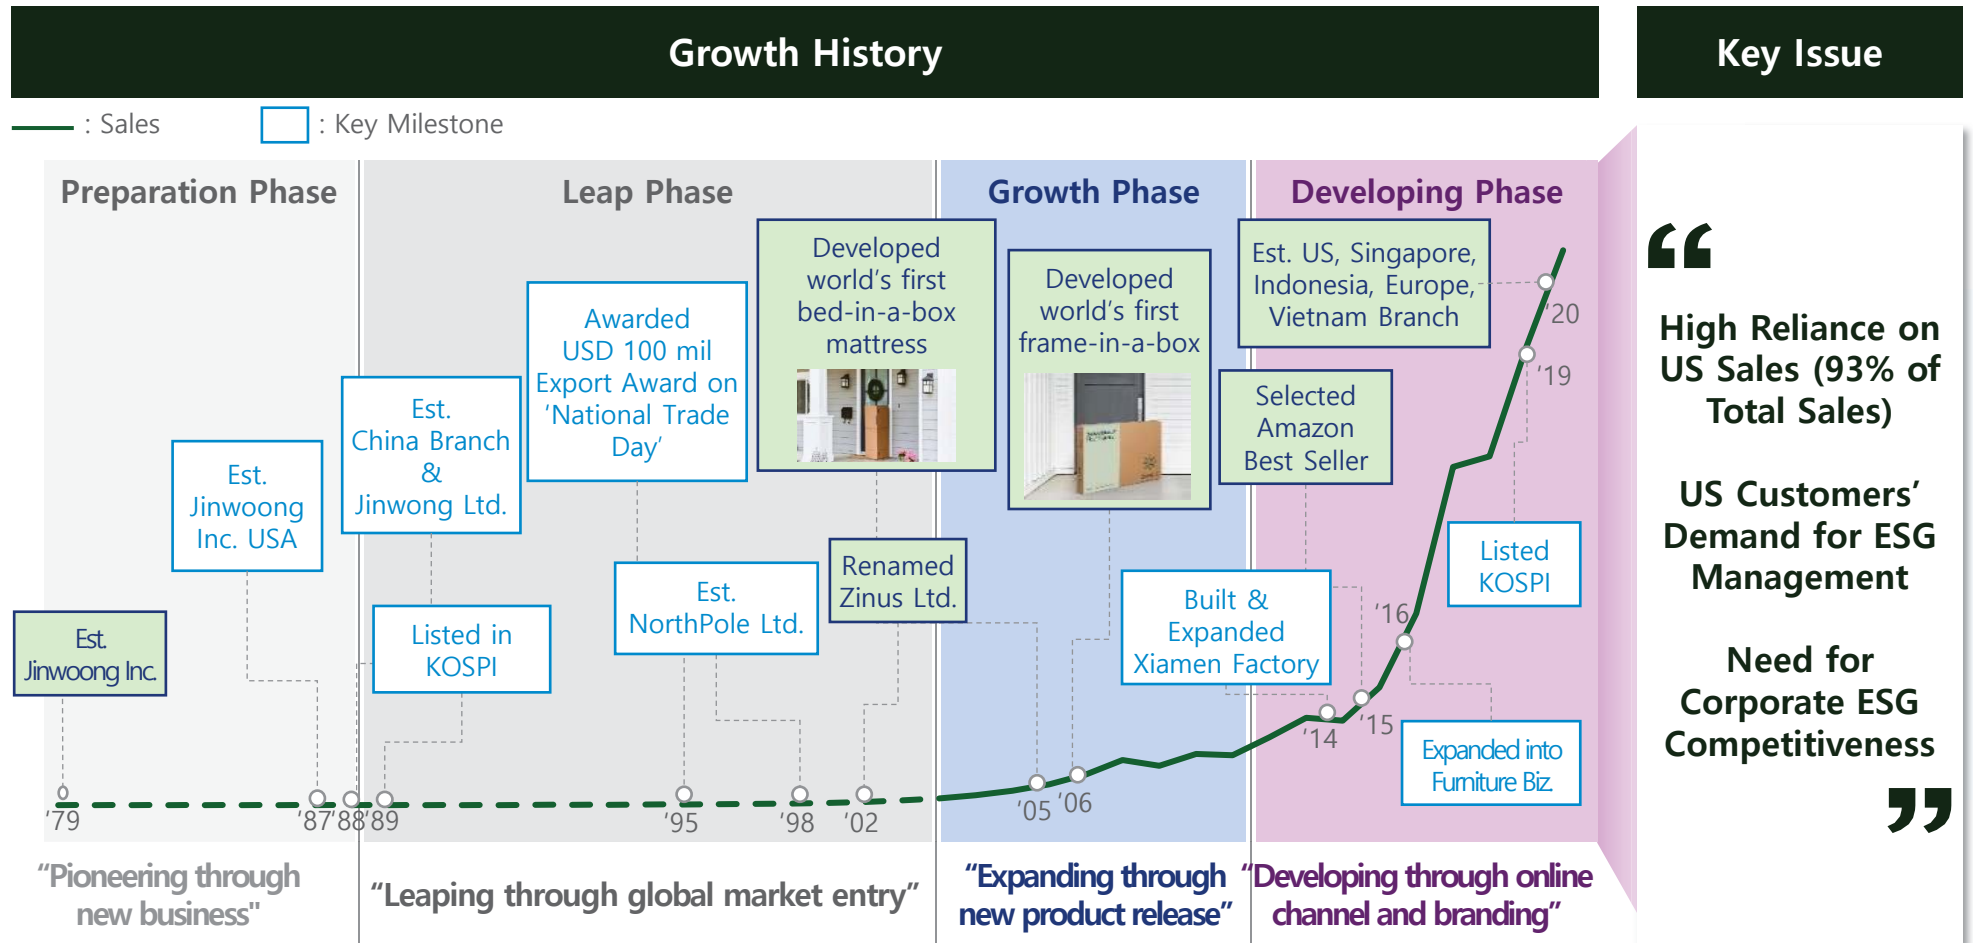 Growth History
Key Issue
: Sales
: Key Milestone
Preparation Phase
Leap Phase
Growth Phase
Developing Phase
Est.
Jinwoong Inc.
Est.
Jinwoong
Inc. USA
Est.
China Branch
&
Jinwong Ltd.
Listed in
KOSPI
Awarded
USD 100 mil
Export Award on
‘National Trade
Day’
Est.
NorthPole Ltd.
Developed
world’s first
bed-in-a-box
mattress
Renamed
Zinus Ltd.
Developed
world’s first
frame-in-a-box
Built &
Expanded
Xiamen Factory
Est. US, Singapore,
Indonesia, Europe,
Vietnam Branch
Selected
Amazon
Best Seller
Listed
KOSPI
Expanded into
Furniture Biz.
‘79
‘87
‘88
‘89
‘95
‘98
‘02
‘05
‘06
‘14
‘15
‘16
‘19
‘20
“Pioneering through
new business"
“Leaping through global market entry”
“Expanding through
new product release”
“Developing through online
channel and branding”
“
High Reliance on
US Sales (93% of
Total Sales)
US Customers’
Demand for ESG
Management
Need for
Corporate ESG
Competitiveness
”